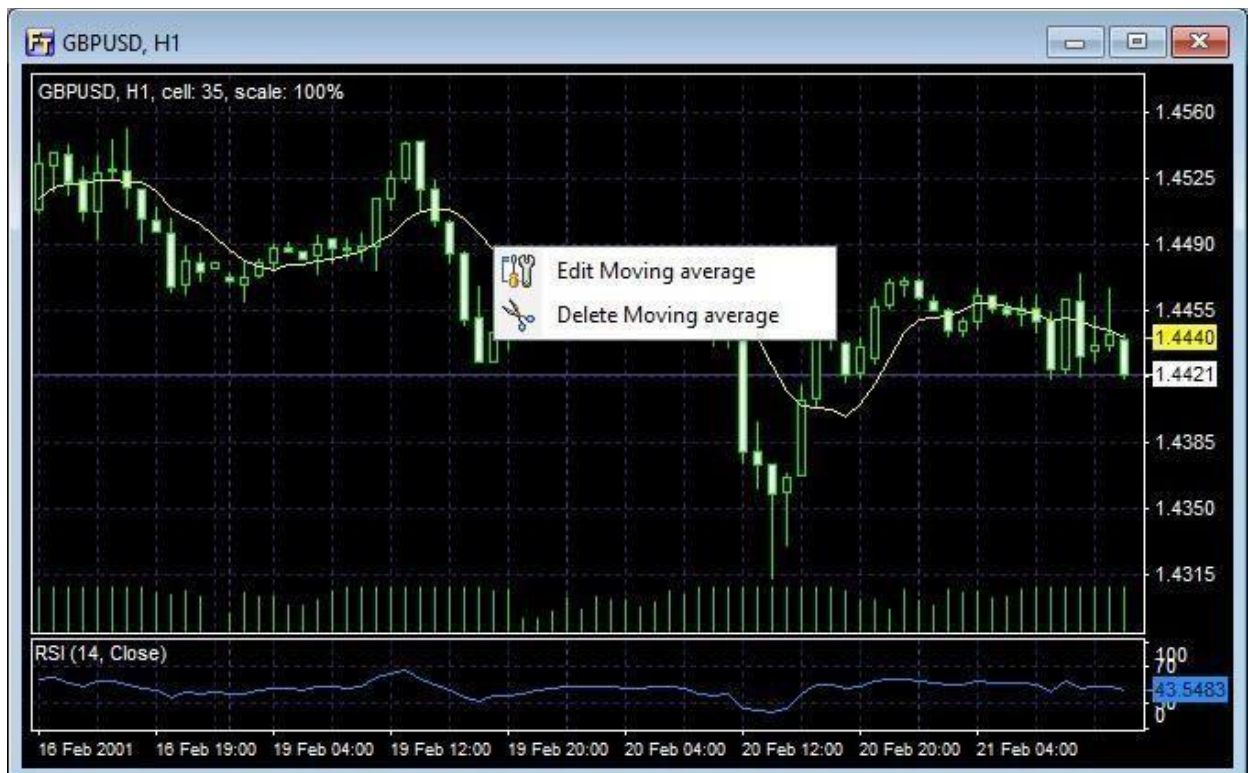 FT GBPUSD, H1
GBPUSD, H1, cell: 35, scale: 100%
1.4560
1.4525
1.4490
Edit Moving average
Delete Moving average
1.4455
1.4440
1.4421
1.4385
1.4350
1.4315
RSI (14, Close)
100
70
43.5483
0
16 Feb 2001 16 Feb 19:00 19 Feb 04:00 19 Feb 12:00 19 Feb 20:00 20 Feb 04:00 20 Feb 12:00 20 Feb 20:00 21 Feb 04:00